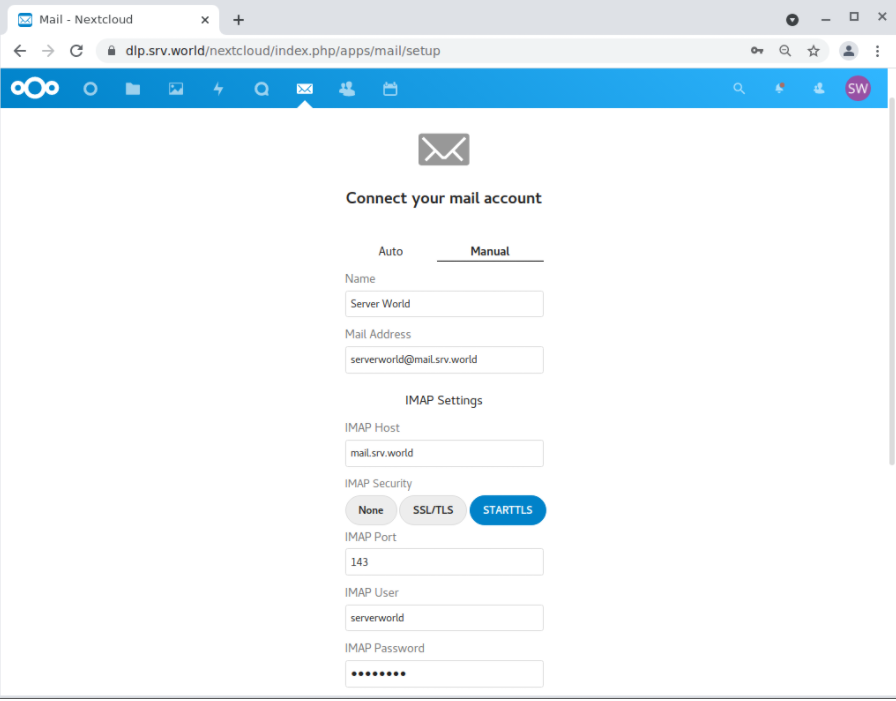 Mail - Nextcloud
dlp.srv.world/nextcloud/index.php/apps/mail/setup
SW
Connect your mail account
Auto Manual
Name
Server World
Mail Address
serverworld@mail.srv.world
IMAP Settings
IMAP Host
mail.srv.world
IMAP Security
None SSL/TLS STARTTLS
IMAP Port
143
IMAP User
serverworld
IMAP Password
••••••••